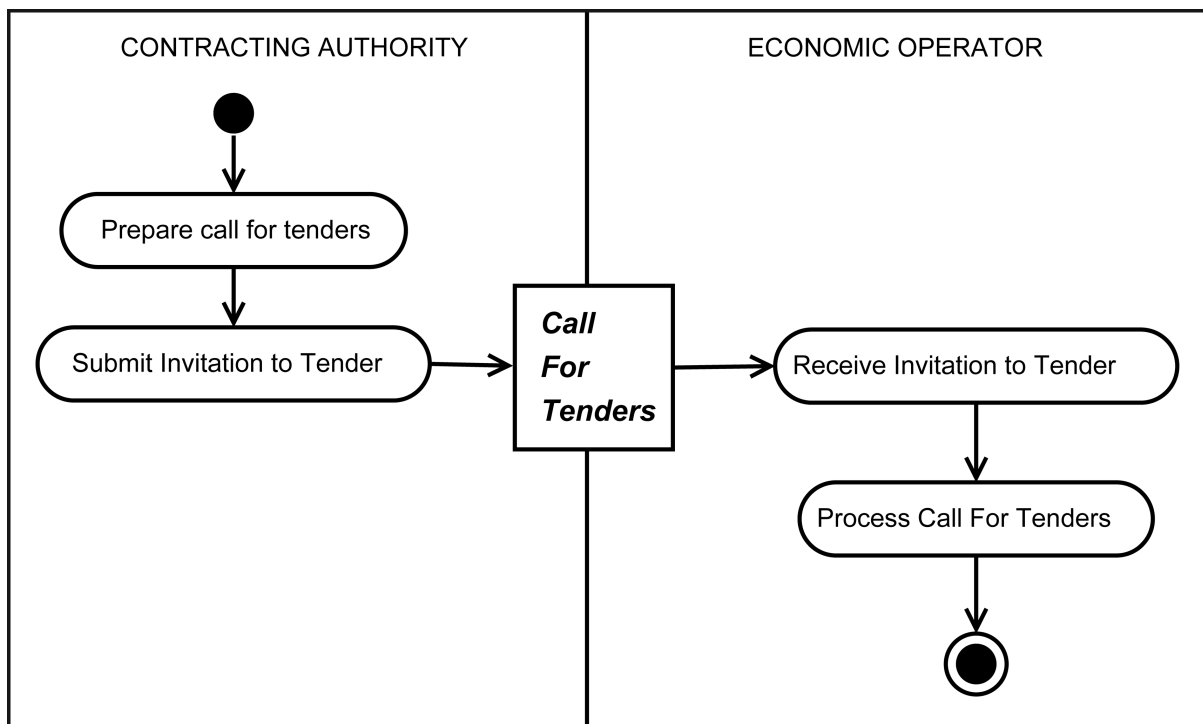 CONTRACTING AUTHORITY
ECONOMIC OPERATOR
Prepare call for tenders
Submit Invitation to Tender
Call
For
Tenders
Receive Invitation to Tender
Process Call For Tenders